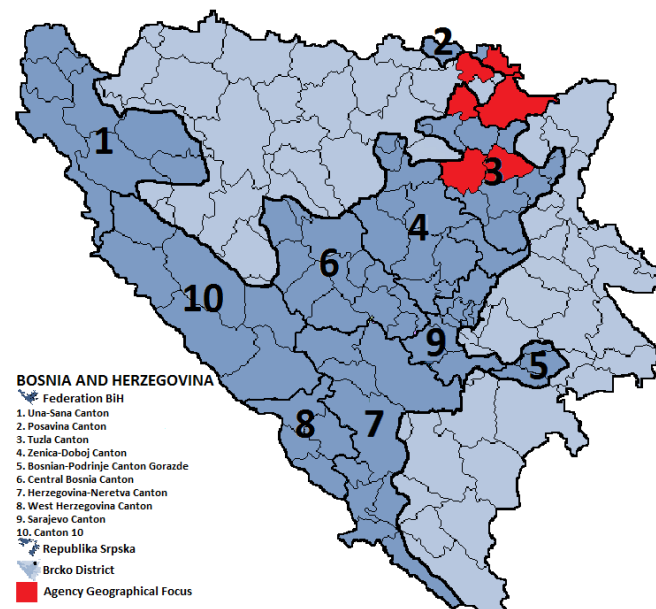 2
1
3
4
6
10
9
5
8
7
BOSNIA AND HERZEGOVINA
Federation BiH
1. Una-Sana Canton
2. Posavina Canton
3. Tuzla Canton
4. Zenica-Doboj Canton
5. Bosnian-Podrinje Canton Gorazde
6. Central Bosnia Canton
7. Herzegovina-Neretva Canton
8. West Herzegovina Canton
9. Sarajevo Canton
10. Canton 10
Republika Srpska
Brcko District
Agency Geographical Focus